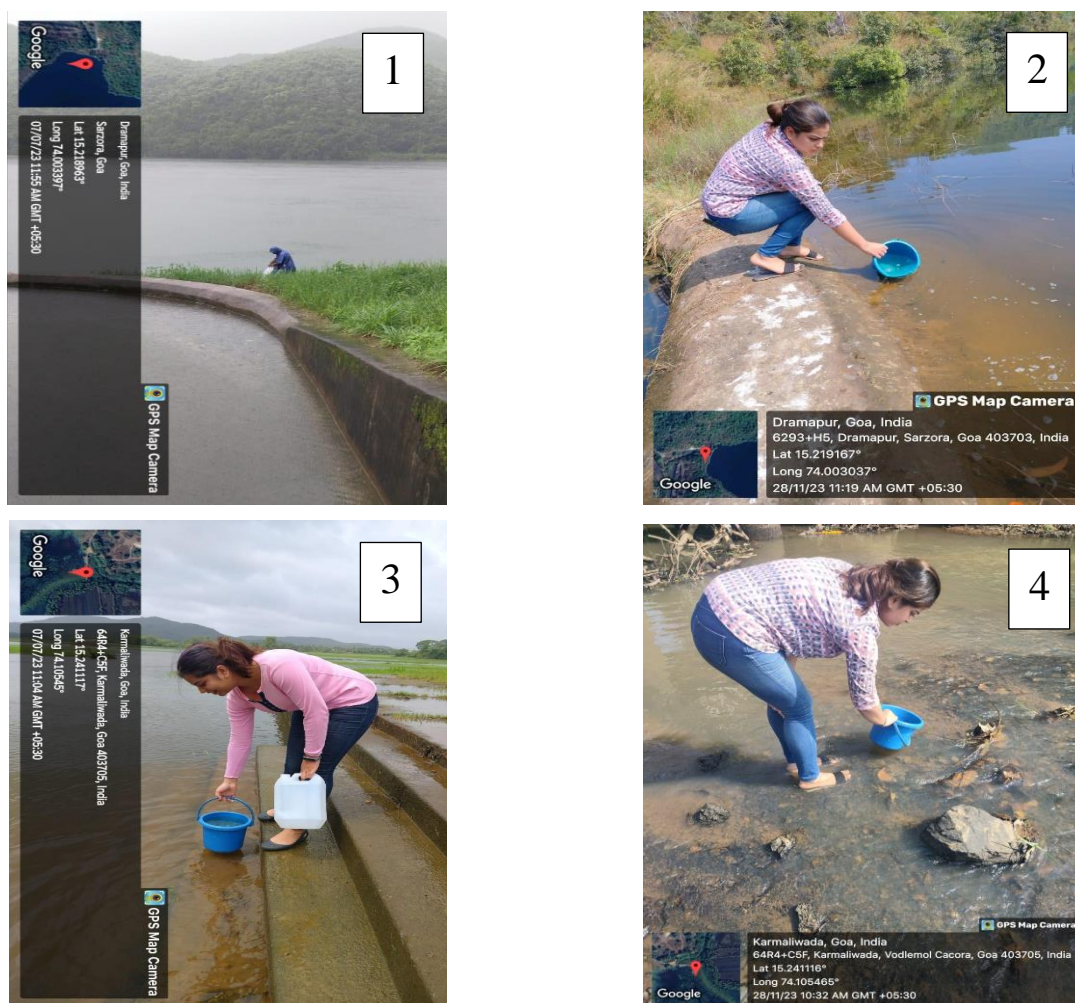 1
Google
Dramapur, Goa, India
Sarzora, Goa
Lat 15.218963°
Long 74.003397°
07/07/23 11:55 AM GMT +05:30
GPS Map Camera
2
GPS Map Camera
Google
Dramapur, Goa, India
6293+H5, Dramapur, Sarzora, Goa 403703, India
Lat 15.219167°
Long 74.003037°
28/11/23 11:19 AM GMT +05:30
3
Google
Karmaliwada, Goa, India
64R4+C5F, Karmaliwada, Goa 403705, India
Lat 15.241117°
Long 74.10545°
07/07/23 11:04 AM GMT +05:30
GPS Map Camera
4
GPS Map Camera
Google
Karmaliwada, Goa, India
64R4+C5F, Karmaliwada, Vodlemol Cacora, Goa 403705, India
Lat 15.241116°
Long 74.105465°
28/11/23 10:32 AM GMT +05:30